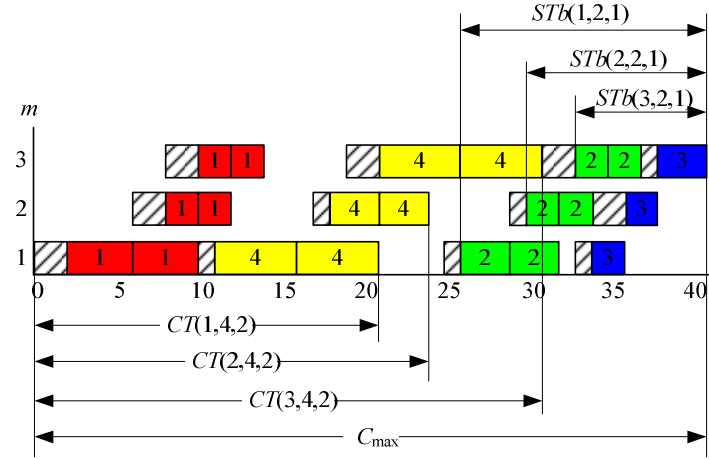 STb(1,2,1)
STb(2,2,1)
STb(3,2,1)
m
3 1 1 4 4 2 2 3
2 1 1 4 4 2 2 3
1 1 1 4 4 2 2 3
0 5 10 15 20 25 30 35 40
CT(1,4,2)
CT(2,4,2)
CT(3,4,2)
Cmax